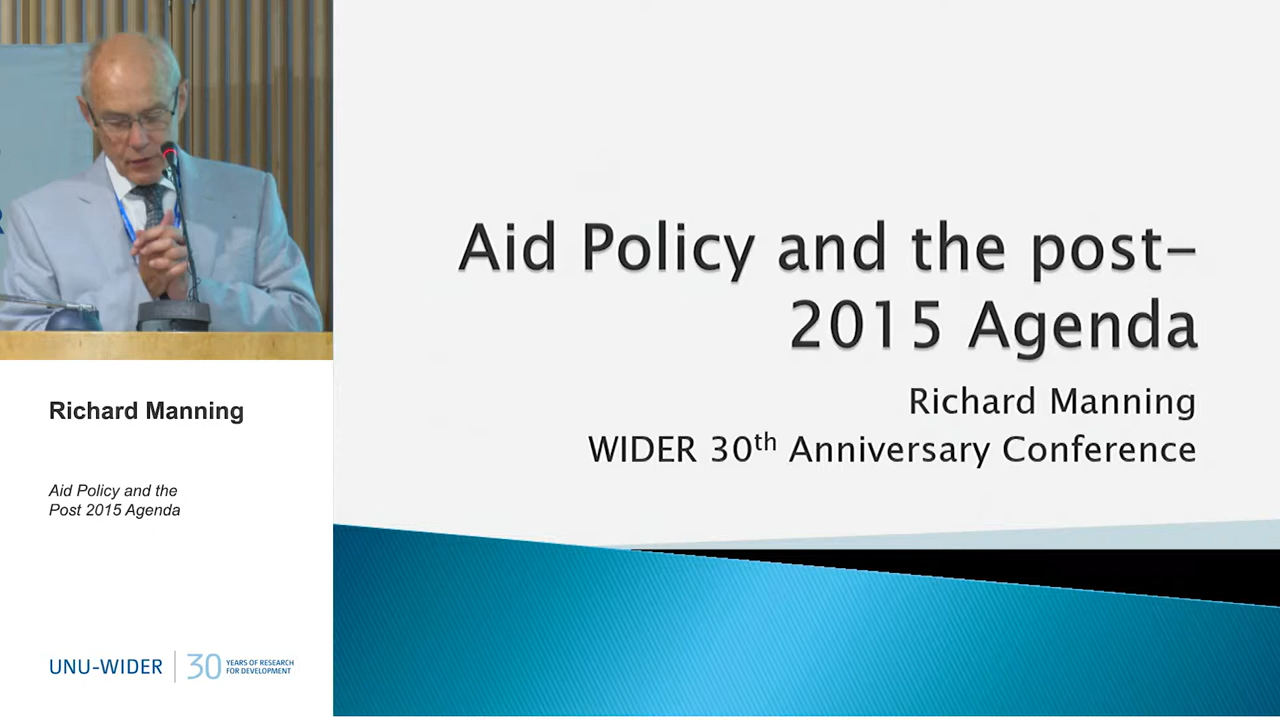 Richard Manning
Aid Policy and the
Post 2015 Agenda
UNU-WIDER
30 YEARS OF RESEARCH
FOR DEVELOPMENT
Aid Policy and the post-
2015 Agenda
Richard Manning
WIDER 30th Anniversary Conference